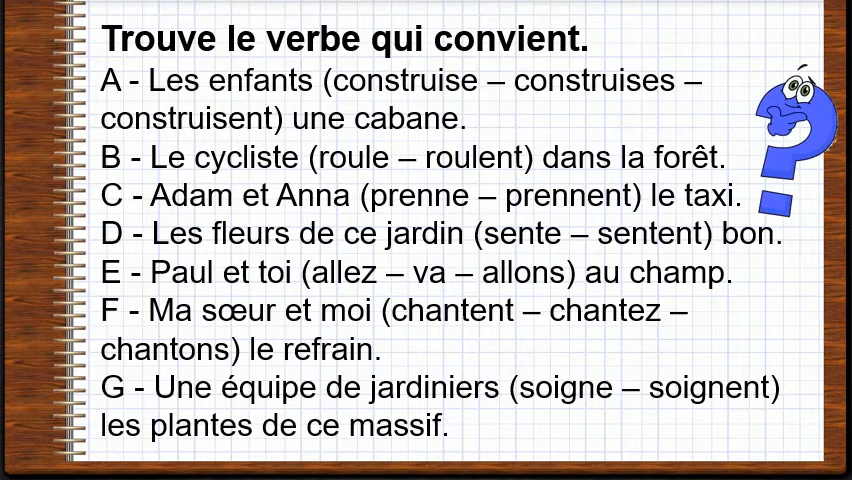 Trouve le verbe qui convient.
A - Les enfants (construise – construises –
construisent) une cabane.
B - Le cycliste (roule – roulent) dans la forêt.
C - Adam et Anna (prenne – prennent) le taxi.
D - Les fleurs de ce jardin (sente – sentent) bon.
E - Paul et toi (allez – va – allons) au champ.
F - Ma sœur et moi (chantent – chantez –
chantons) le refrain.
G - Une équipe de jardiniers (soigne – soignent)
les plantes de ce massif.